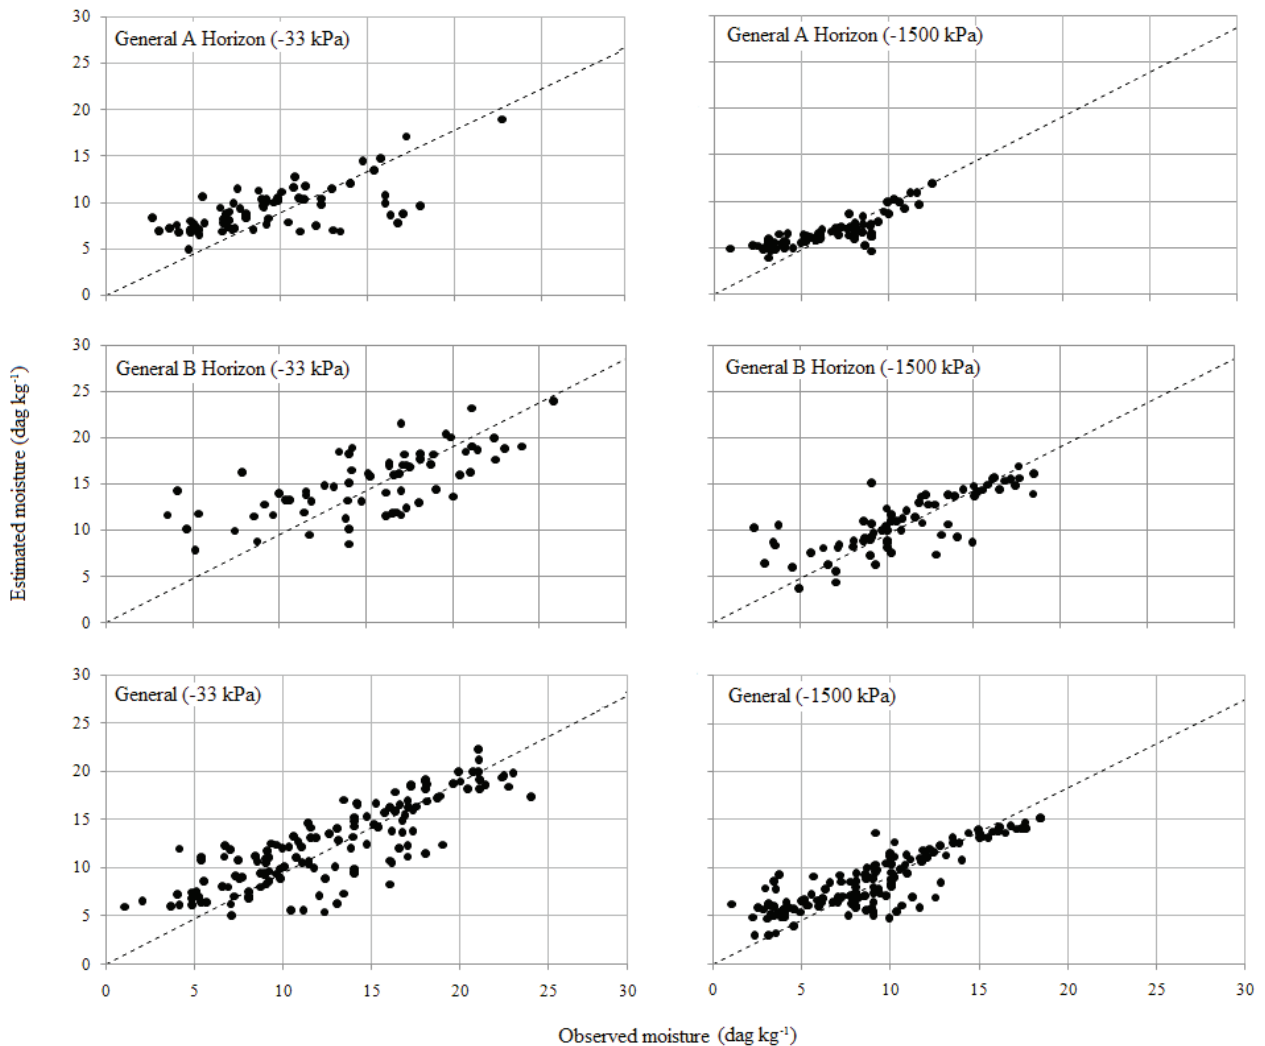 General A Horizon (-33 kPa)
30
25
20
15
10
5
0
General A Horizon (-1500 kPa)
General B Horizon (-33 kPa)
30
25
20
15
10
5
0
General B Horizon (-1500 kPa)
Estimated moisture (dag kg⁻¹)
General (-33 kPa)
30
25
20
15
10
5
0
0 5 10 15 20 25 30
General (-1500 kPa)
0 5 10 15 20 25 30
Observed moisture (dag kg⁻¹)